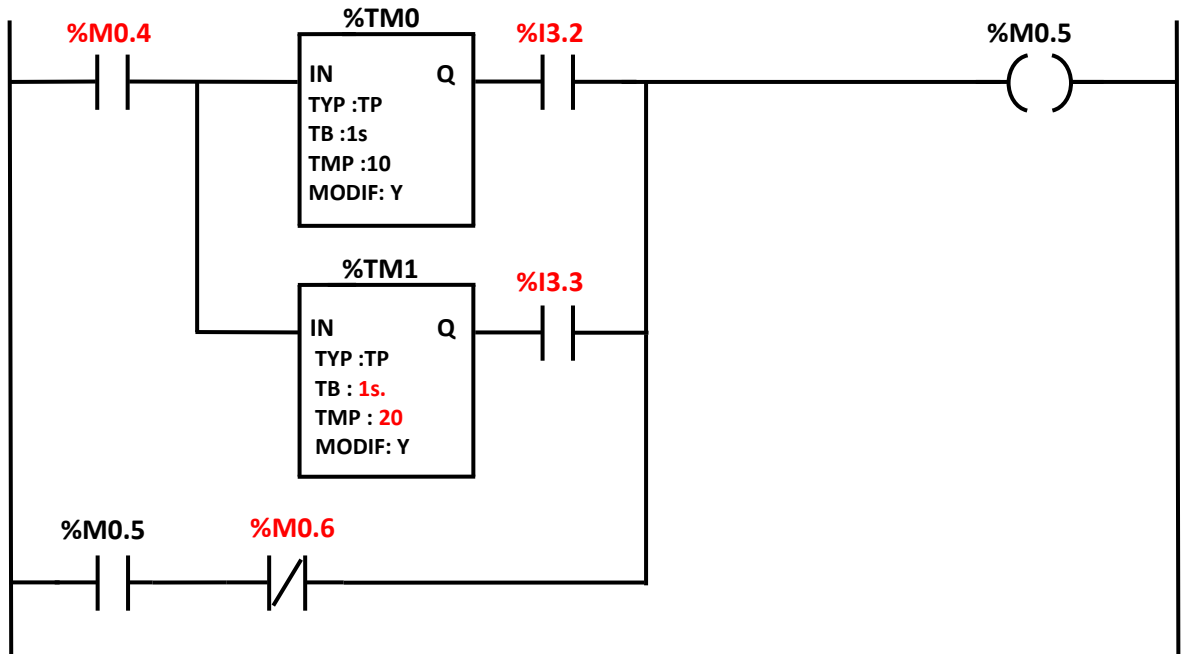 %TM0
%M0.4
%I3.2
%M0.5
IN
Q
TYP :TP
TB :1s
TMP :10
MODIF: Y
%TM1
%I3.3
IN
Q
TYP :TP
TB : 1s.
TMP : 20
MODIF: Y
%M0.5
%M0.6